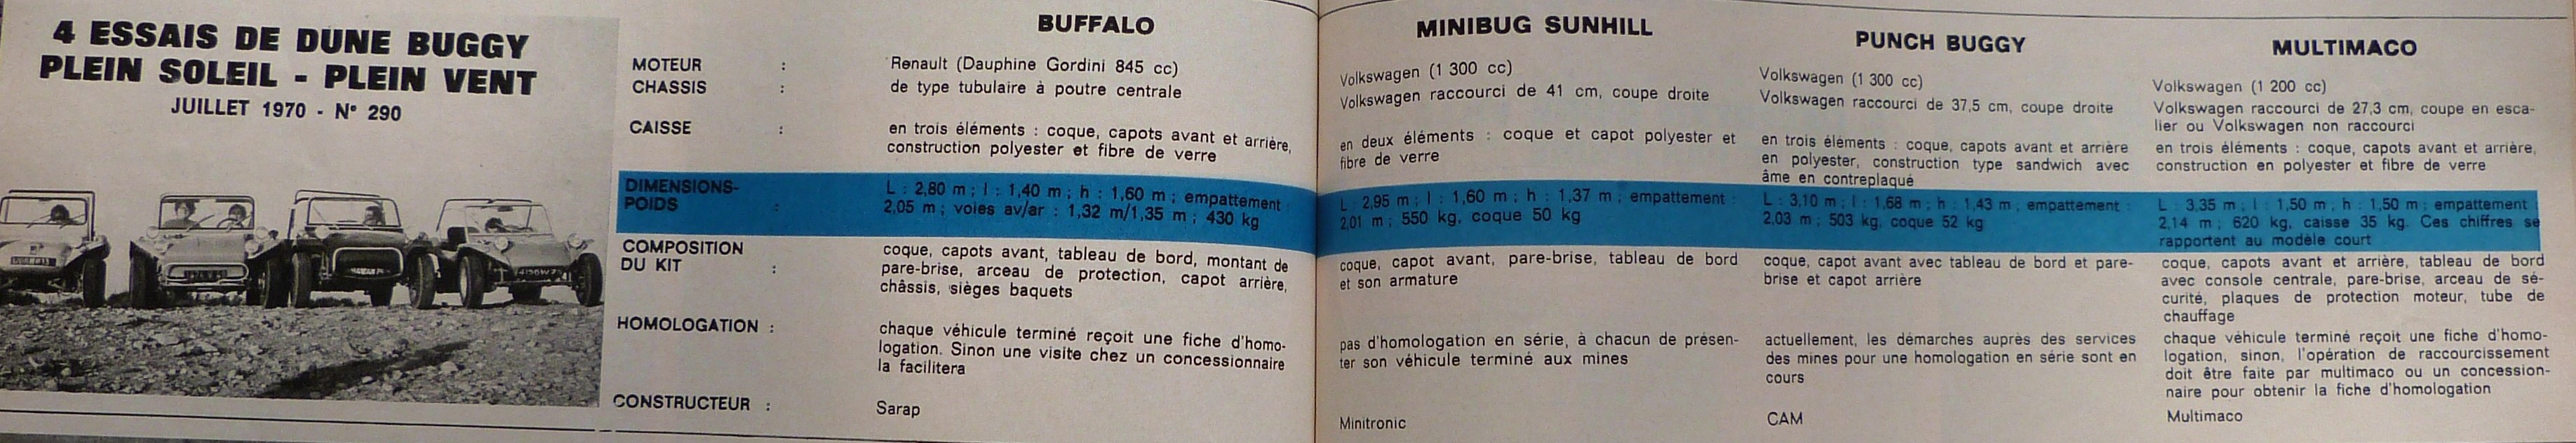 4 ESSAIS DE DUNE BUGGY
PLEIN SOLEIL - PLEIN VENT
JUILLET 1970 - N° 290
BUFFALO
MINIBUG SUNHILL
PUNCH BUGGY
MULTIMACO
MOTEUR :
Renault (Dauphine Gordini 845 cc)
Volkswagen (1 300 cc)
Volkswagen (1 300 cc)
Volkswagen (1 200 cc)
CHASSIS :
de type tubulaire à poutre centrale
Volkswagen raccourci de 41 cm, coupe droite
Volkswagen raccourci de 37,5 cm, coupe droite
Volkswagen raccourci de 27,3 cm, coupe en esca-
lier ou Volkswagen non raccourci
CAISSE :
en trois éléments : coque, capots avant et arrière,
construction polyester et fibre de verre
en deux éléments : coque et capot polyester et
fibre de verre
en trois éléments : coque, capots avant et arrière
en polyester, construction type sandwich avec
âme en contreplaqué
en trois éléments : coque, capots avant et arrière,
construction en polyester et fibre de verre
DIMENSIONS-
POIDS :
L : 2,80 m ; l : 1,40 m ; h : 1,60 m ; empattement :
2,05 m ; voies av/ar : 1,32 m/1,35 m ; 430 kg
L : 2,95 m ; l : 1,60 m ; h : 1,37 m ; empattement :
2,01 m ; 550 kg, coque 50 kg
L : 3,10 m ; l : 1,68 m ; h : 1,43 m ; empattement :
2,03 m ; 503 kg, coque 52 kg
L : 3,35 m ; l : 1,50 m ; h : 1,50 m ; empattement :
2,14 m ; 620 kg, caisse 35 kg. Ces chiffres se
rapportent au modèle court
COMPOSITION
DU KIT :
coque, capots avant, tableau de bord, montant de
pare-brise, arceau de protection, capot arrière,
châssis, sièges baquets
coque, capot avant, pare-brise, tableau de bord
et son armature
coque, capot avant avec tableau de bord et pare-
brise et capot arrière
coque, capots avant et arrière, tableau de bord
avec console centrale, pare-brise, arceau de sé-
curité, plaques de protection moteur, tube de
chauffage
HOMOLOGATION :
chaque véhicule terminé reçoit une fiche d'homo-
logation. Sinon une visite chez un concessionnaire
la facilitera
pas d'homologation en série, à chacun de présen-
ter son véhicule terminé aux mines
actuellement, les démarches auprès des services
des mines pour une homologation en série sont en
cours
chaque véhicule terminé reçoit une fiche d'homo-
logation, sinon, l'opération de raccourcissement
doit être faite par multimaco ou un concession-
naire pour obtenir la fiche d'homologation
CONSTRUCTEUR :
Sarap
Minitronic
CAM
Multimaco